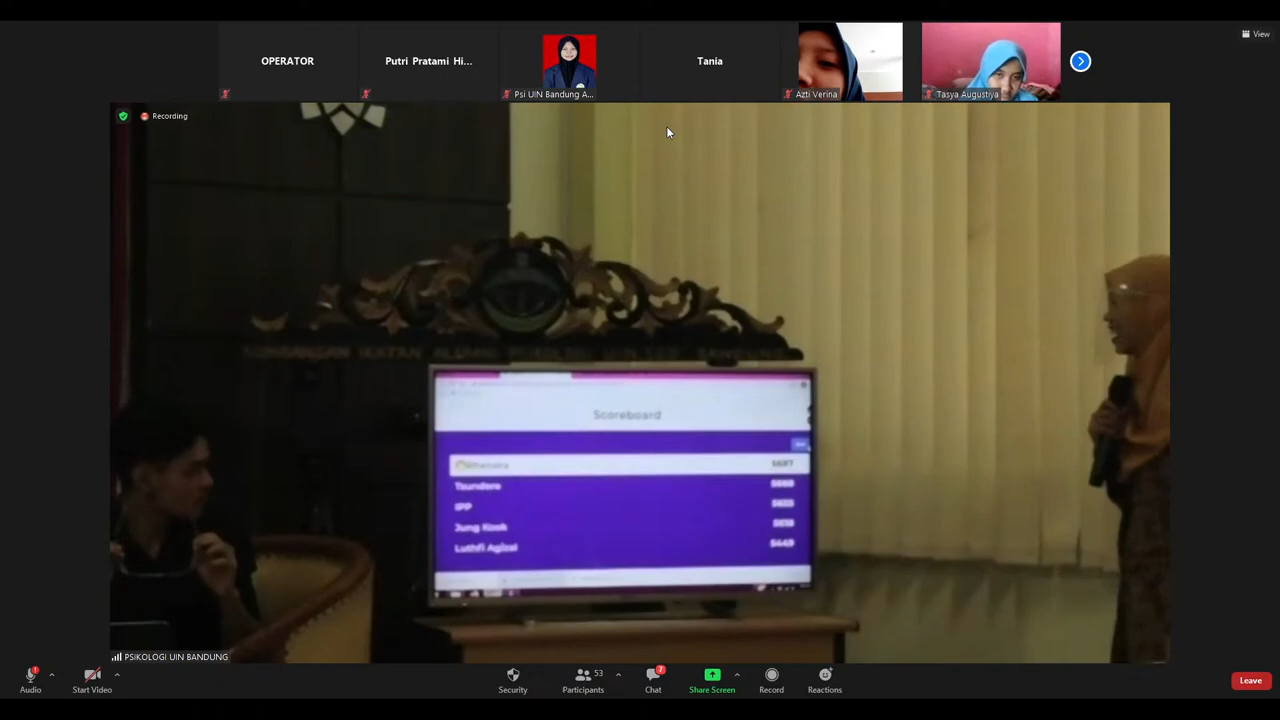 OPERATOR
Putri Pratami Hi...
Tania
Psi UIN Bandung A...
Azti Verina
Tasya Augustiya
View
Recording
Scoreboard
Tsundere
IPP
Jung Kook
Luthfi Agizal
5449
PSIKOLOGI UIN BANDUNG
Audio
Start Video
Security
53
Participants
7
Chat
Share Screen
Record
Reactions
Leave